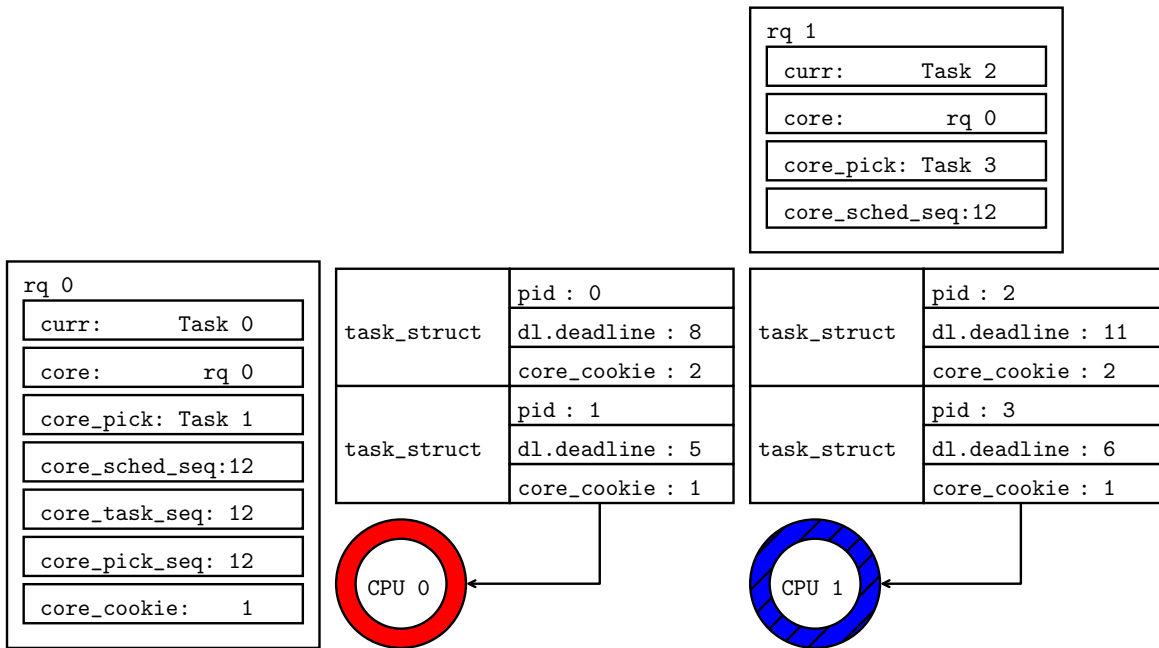 rq 1
curr: Task 2
core: rq 0
core_pick: Task 3
core_sched_seq:12
rq 0
curr: Task 0
core: rq 0
core_pick: Task 1
core_sched_seq:12
core_task_seq: 12
core_pick_seq: 12
core_cookie: 1
task_struct
pid : 0
dl.deadline : 8
core_cookie : 2
task_struct
pid : 1
dl.deadline : 5
core_cookie : 1
CPU 0
task_struct
pid : 2
dl.deadline : 11
core_cookie : 2
task_struct
pid : 3
dl.deadline : 6
core_cookie : 1
CPU 1